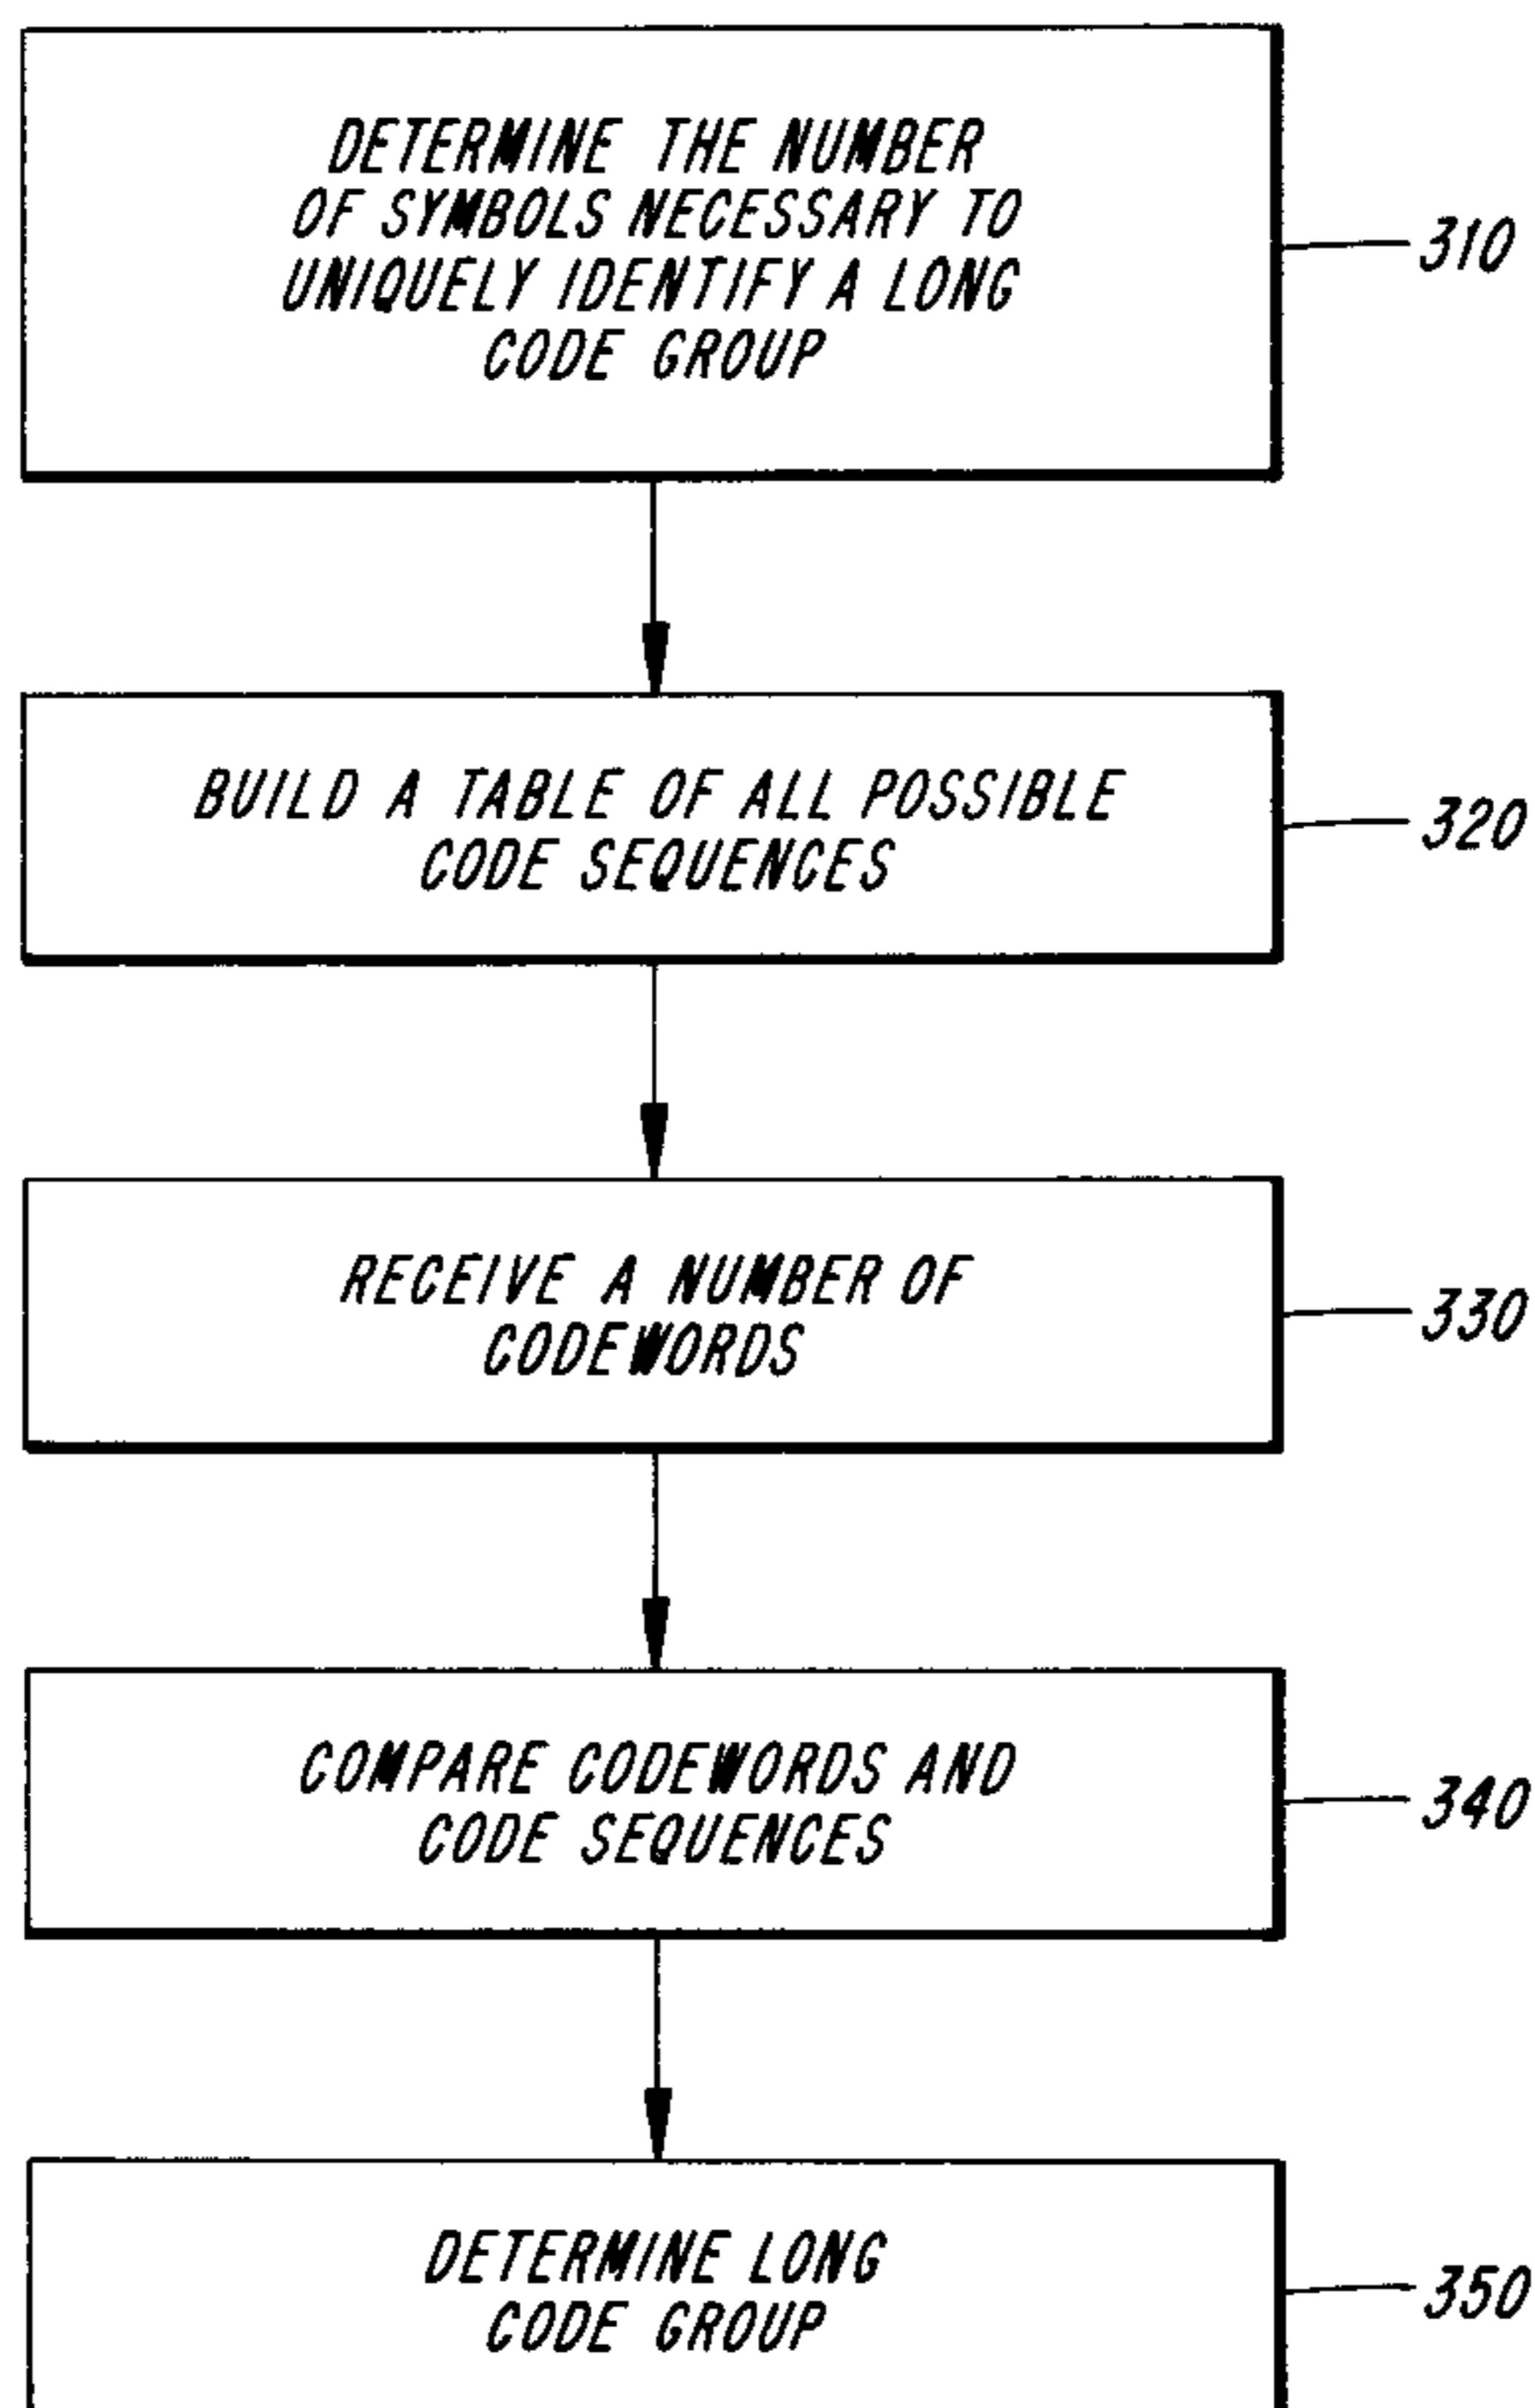 DETERMINE THE NUMBER
OF SYMBOLS NECESSARY TO
UNIQUELY IDENTIFY A LONG
CODE GROUP
310
BUILD A TABLE OF ALL POSSIBLE
CODE SEQUENCES
320
RECEIVE A NUMBER OF
CODEWORDS
330
COMPARE CODEWORDS AND
CODE SEQUENCES
340
DETERMINE LONG
CODE GROUP
350